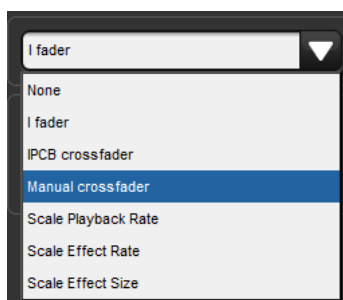 I fader
None
I fader
IPCB crossfader
Manual crossfader
Scale Playback Rate
Scale Effect Rate
Scale Effect Size